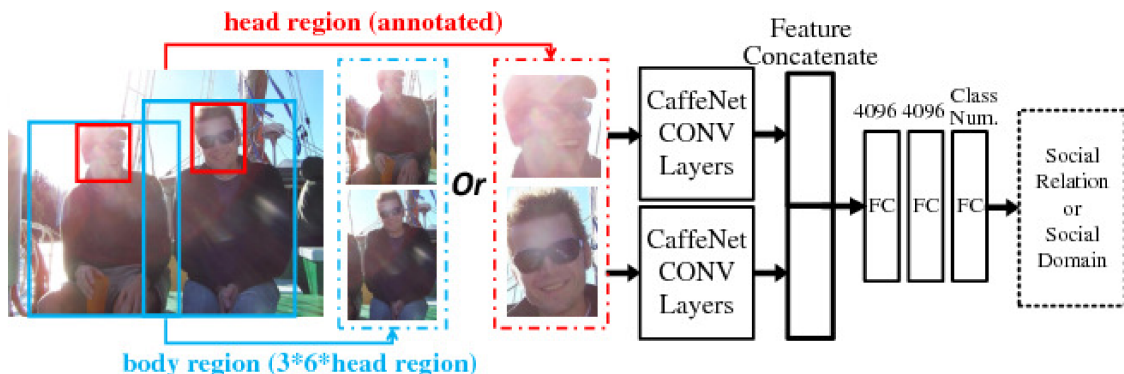 head region (annotated)
body region (3*6*head region)
Or
CaffeNet
CONV
Layers
CaffeNet
CONV
Layers
Feature
Concatenate
4096 4096 Class
Num.
FC FC FC
Social
Relation
or
Social
Domain